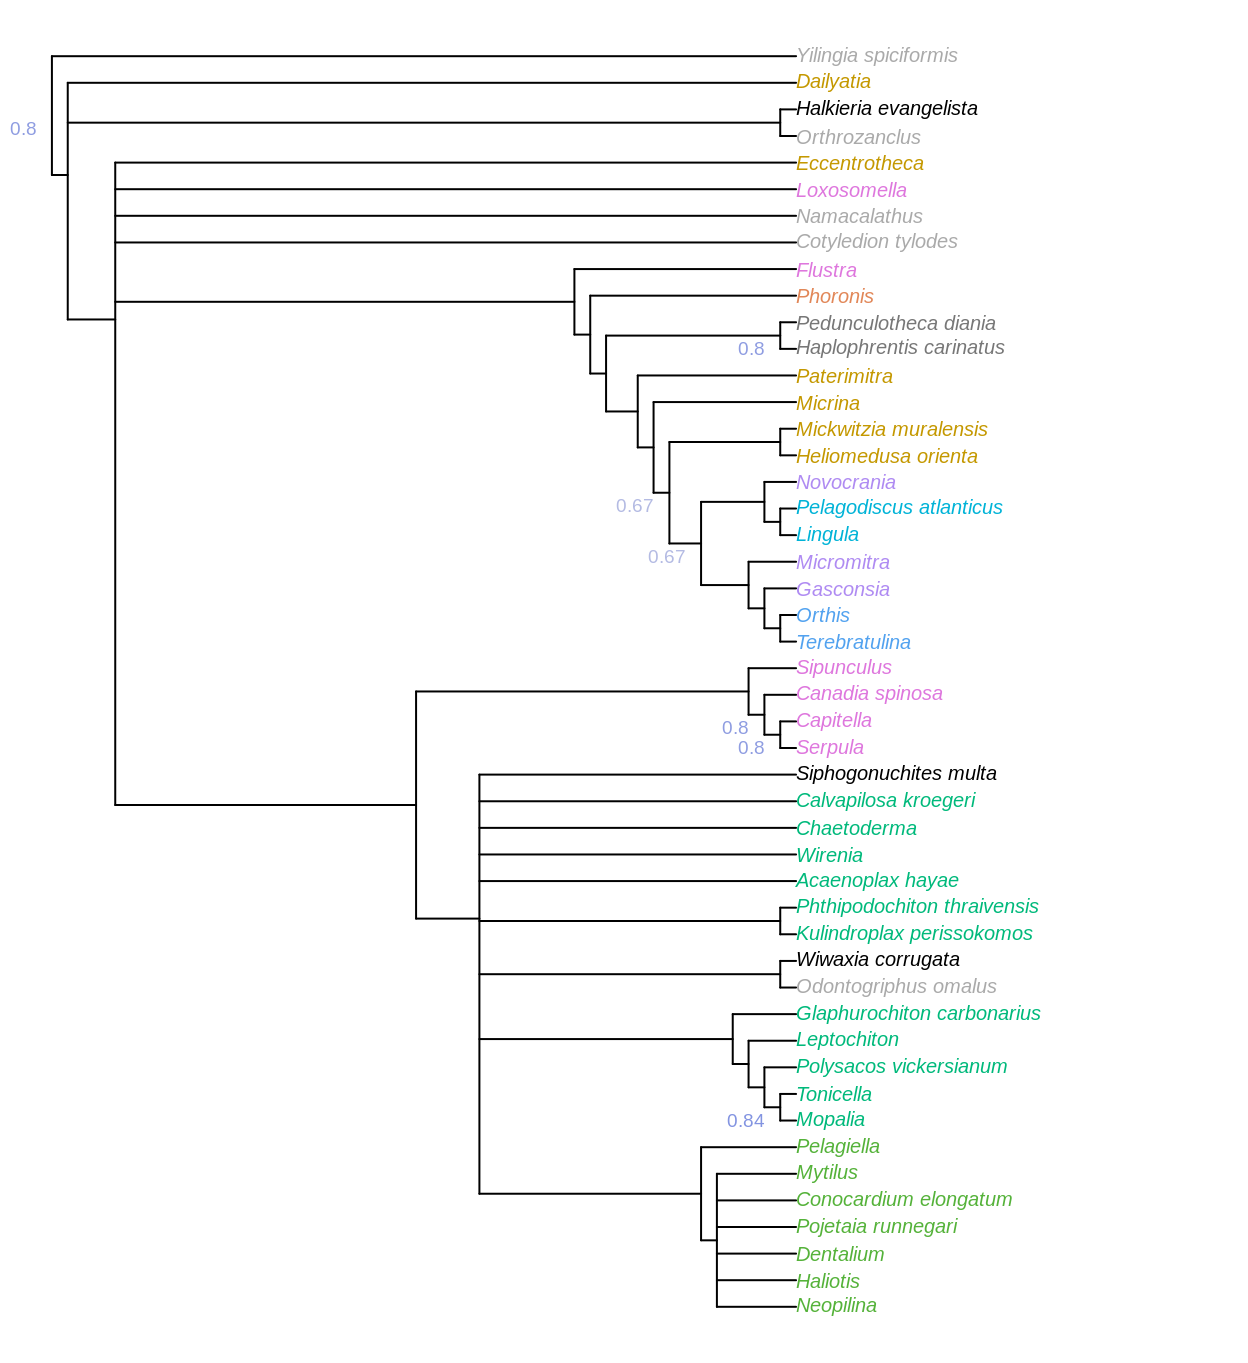 Yilingia spiciformis
Dailyatia
Halkieria evangelista
0.8
Orthrozanclus
Eccentrotheca
Loxosomella
Namacalathus
Cotyledion tylodes
Flustra
Phoronis
Pedunculotheca diania
0.8
Haplophrentis carinatus
Paterimitra
Micrina
Mickwitzia muralensis
Heliomedusa orienta
Novocrania
0.67
Pelagodiscus atlanticus
Lingula
0.67
Micromitra
Gasconsia
Orthis
Terebratulina
Sipunculus
Canadia spinosa
Capitella
0.8
0.8
Serpula
Siphogonuchites multa
Calvapilosa kroegeri
Chaetoderma
Wirenia
Acaenoplax hayae
Phthipodochiton thraivensis
Kulindroplax perissokomos
Wiwaxia corrugata
Odontogriphus omalus
Glaphurochiton carbonarius
Leptochiton
Polysacos vickersianum
Tonicella
0.84
Mopalia
Pelagiella
Mytilus
Conocardium elongatum
Pojetaia runnegari
Dentalium
Haliotis
Neopilina